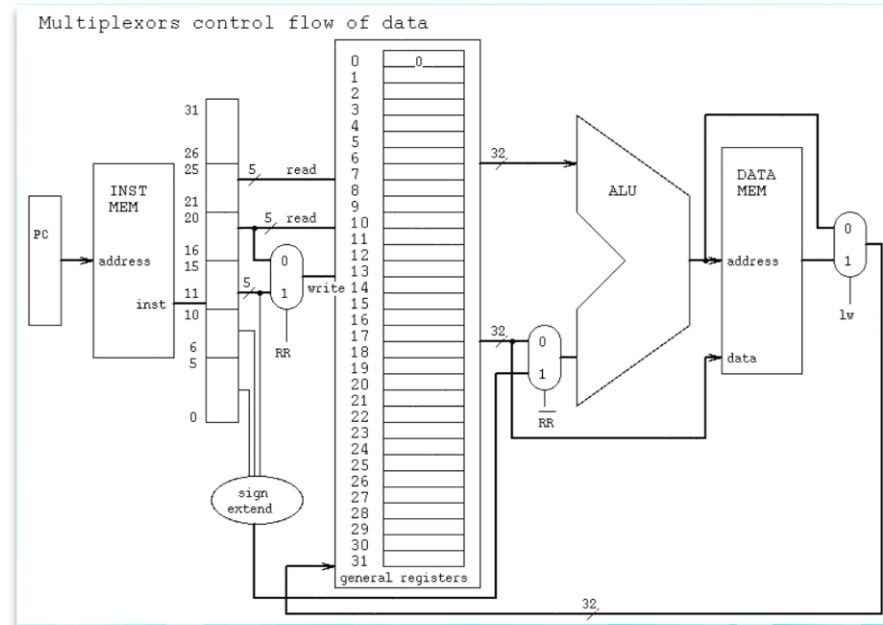 Multiplexors control flow of data
PC
INST
MEM
address
inst
31
26
25
21
20
16
15
11
10
6
5
0
5 read
5 read
5
0
1
write
RR
sign
extend
0 0
1
2
3
4
5
6
7
8
9
10
11
12
13
14
15
16
17
18
19
20
21
22
23
24
25
26
27
28
29
30
31
general registers
32
32
0
1
RR
ALU
DATA
MEM
address
data
0
1
lw
32